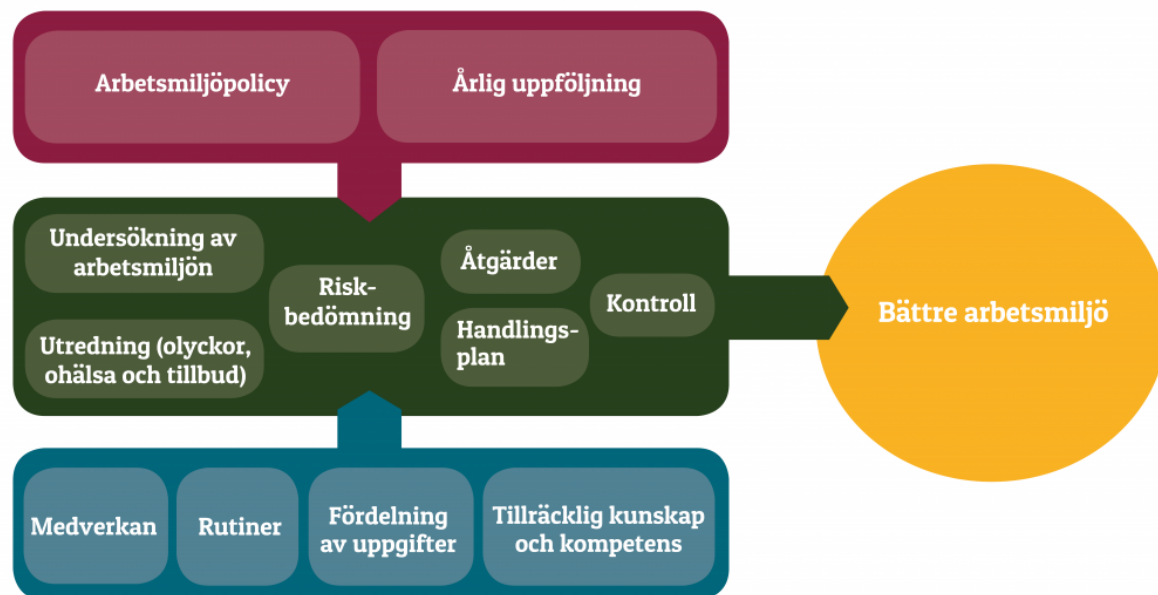 Arbetsmiljöpolicy
Årlig uppföljning
Undersökning av
arbetsmiljön
Utredning (olyckor,
ohälsa och tillbud)
Risk-
bedömning
Åtgärder
Handlings-
plan
Kontroll
Bättre arbetsmiljö
Medverkan
Rutiner
Fördelning
av uppgifter
Tillräcklig kunskap
och kompetens